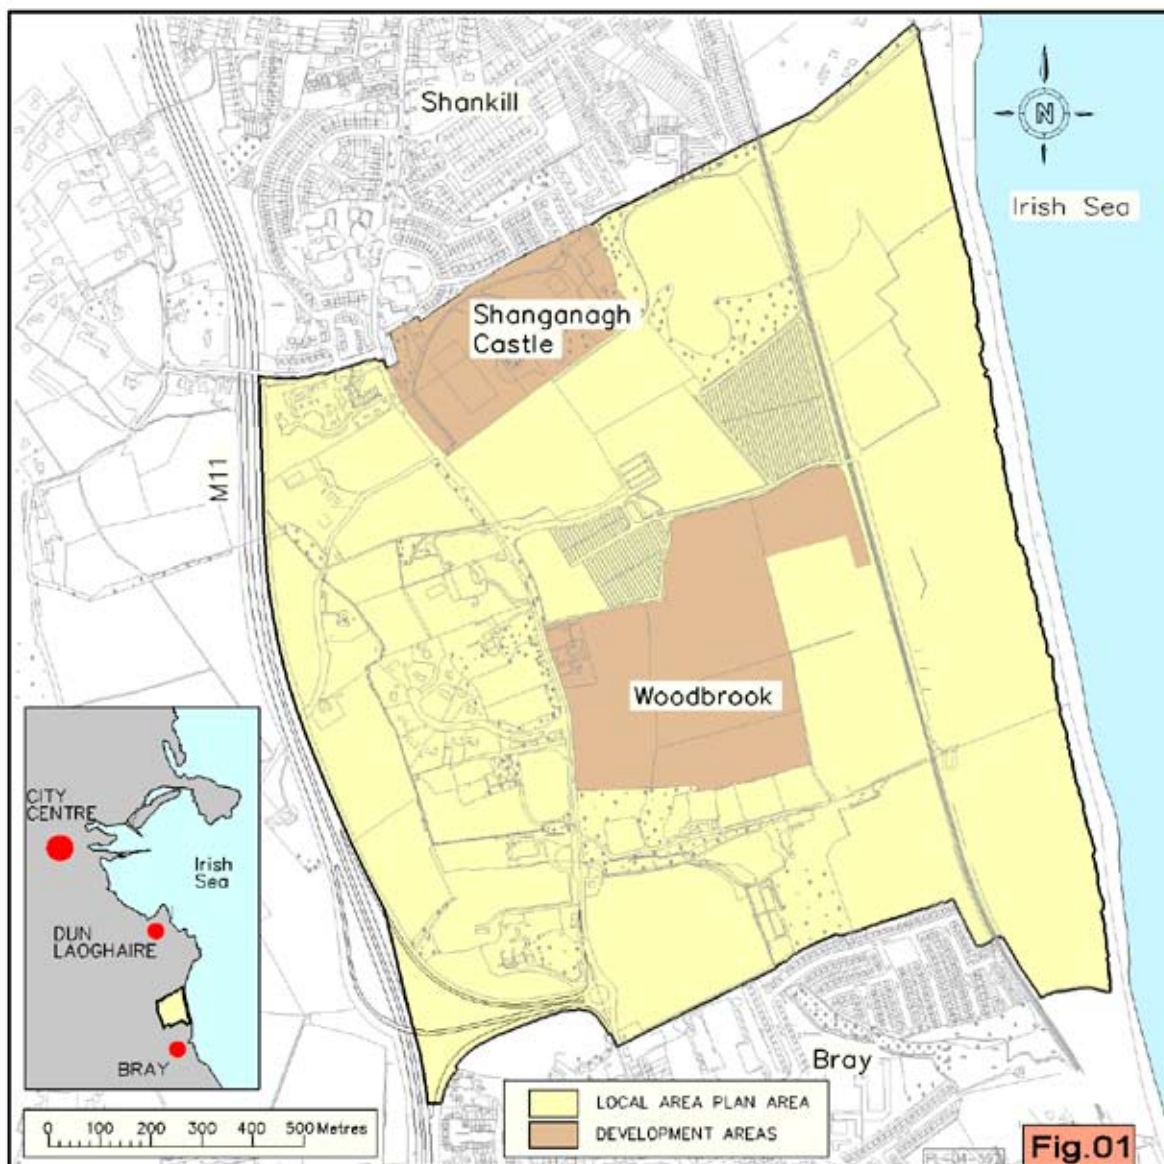 Shankill
N
Irish Sea
Shanganagh
Castle
M11
Woodbrook
CITY
CENTRE
Irish
Sea
DUN
LAOGHAIRE
BRAY
Bray
LOCAL AREA PLAN AREA
DEVELOPMENT AREAS
0 100 200 300 500 Metres
Fig.01